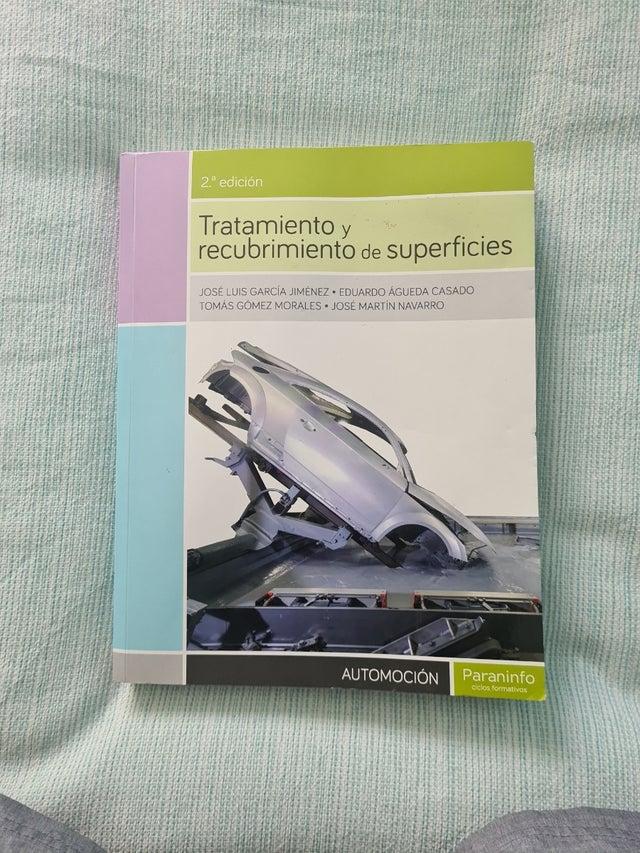 2.ª edición
Tratamiento y
recubrimiento de superficies
JOSÉ LUIS GARCÍA JIMÉNEZ • EDUARDO ÁGUEDA CASADO
TOMÁS GÓMEZ MORALES • JOSÉ MARTÍN NAVARRO
AUTOMOCIÓN
Paraninfo
ciclos formativos